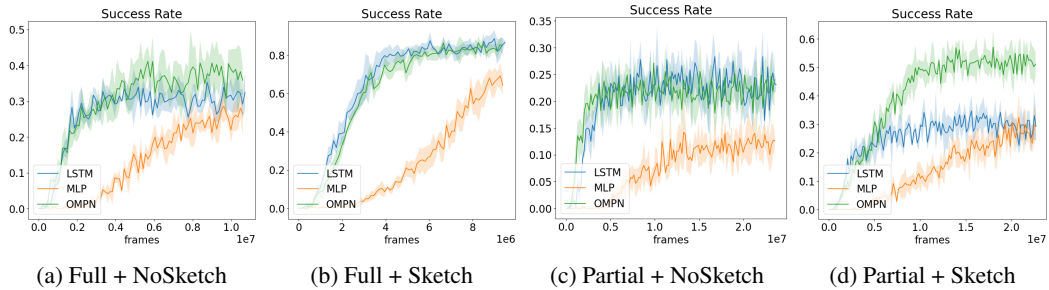 Success Rate
0.5
0.4
0.3
0.2
0.1
0.0
LSTM
MLP
OMPN
0.0 0.2 0.4 0.6 0.8 1.0
frames
1e7
(a) Full + NoSketch
Success Rate
0.8
0.6
0.4
0.2
0.0
LSTM
MLP
OMPN
0 2 4 6 8
frames
1e6
(b) Full + Sketch
Success Rate
0.35
0.30
0.25
0.20
0.15
0.10
0.05
0.00
LSTM
MLP
OMPN
0.0 0.5 1.0 1.5 2.0
frames
1e7
(c) Partial + NoSketch
Success Rate
0.6
0.5
0.4
0.3
0.2
0.1
0.0
LSTM
MLP
OMPN
0.0 0.5 1.0 1.5 2.0
frames
1e7
(d) Partial + Sketch